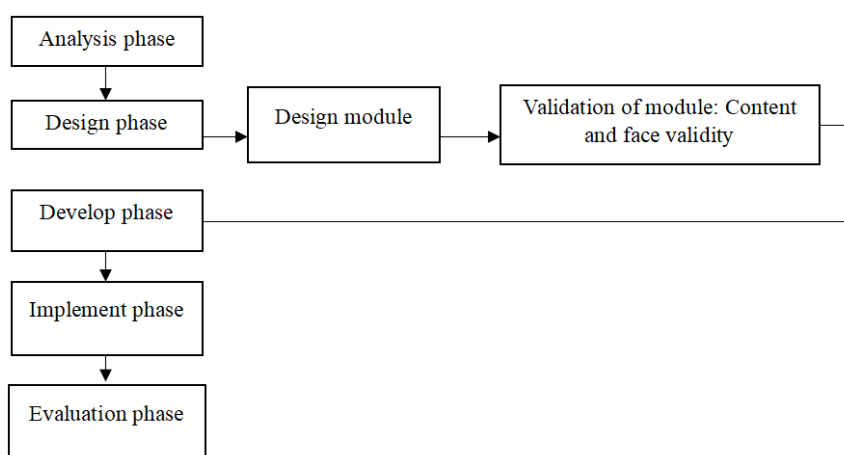 Analysis phase
Design phase
Design module
Validation of module: Content
and face validity
Develop phase
Implement phase
Evaluation phase